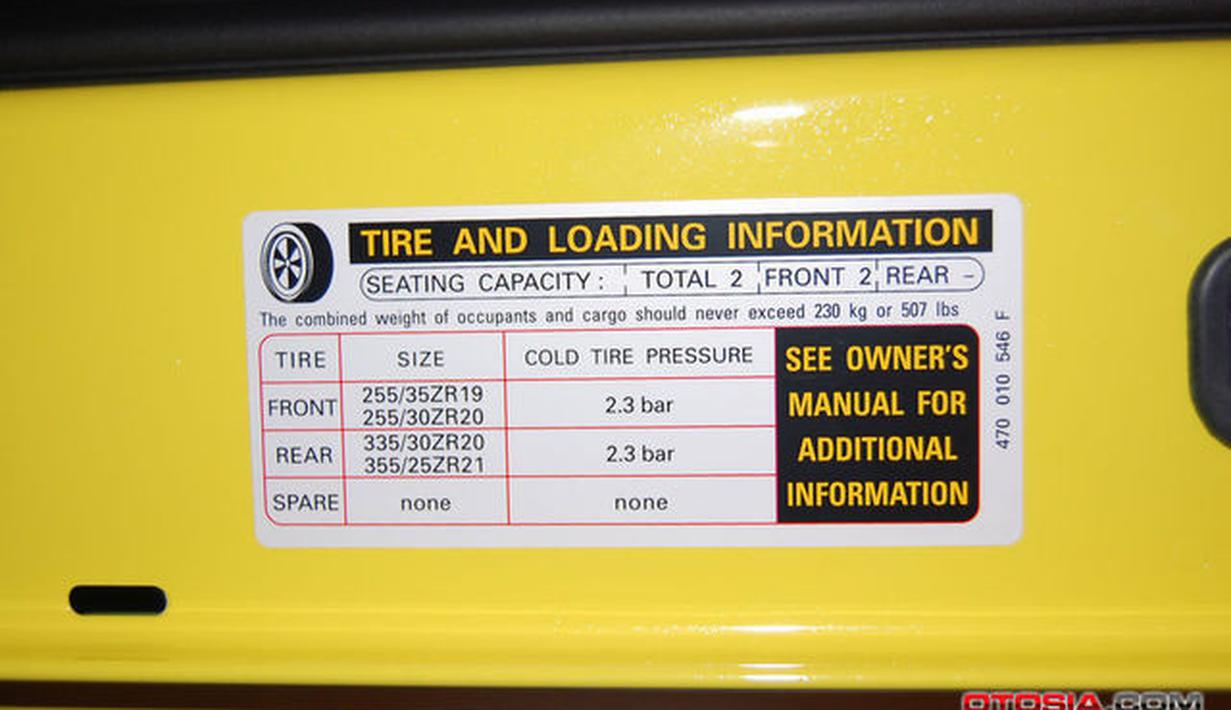 TIRE AND LOADING INFORMATION
SEATING CAPACITY : TOTAL 2 FRONT 2 REAR -
The combined weight of occupants and cargo should never exceed 230 kg or 507 lbs
TIRE SIZE COLD TIRE PRESSURE
FRONT 255/35ZR19 255/30ZR20 2.3 bar
REAR 335/30ZR20 355/25ZR21 2.3 bar
SPARE none none
SEE OWNER'S
MANUAL FOR
ADDITIONAL
INFORMATION
470 010 546 F
OTOSIA.COM